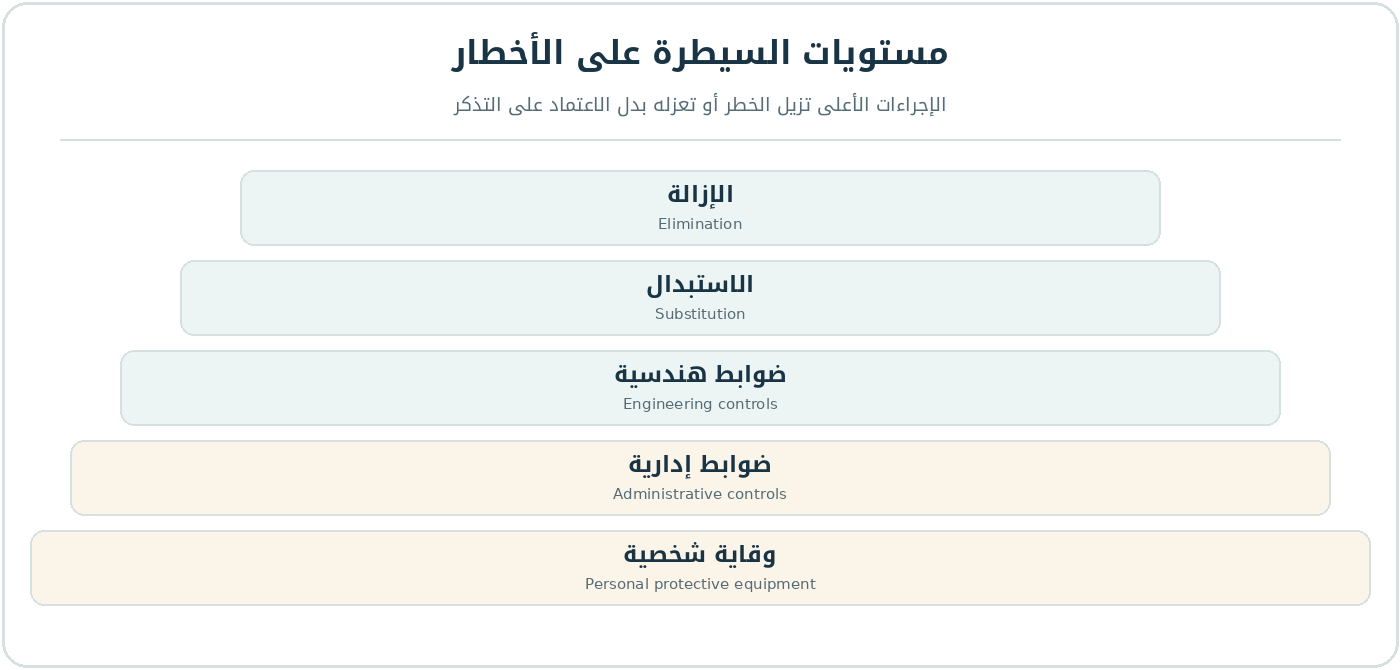 مستويات السيطرة على الأخطار
الإجراءات الأعلى تزيل الخطر أو تعزله بدل الاعتماد على التذكر
الإزالة
Elimination
الاستبدال
Substitution
ضوابط هندسية
Engineering controls
ضوابط إدارية
Administrative controls
وقاية شخصية
Personal protective equipment